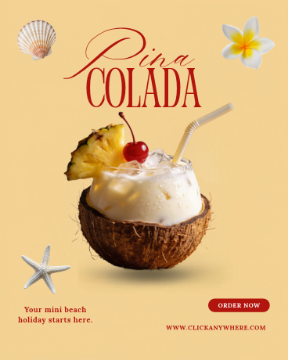 Pina
COLADA
Your mini beach
holiday starts here.
ORDER NOW
WWW.CLICKANYWHERE.COM